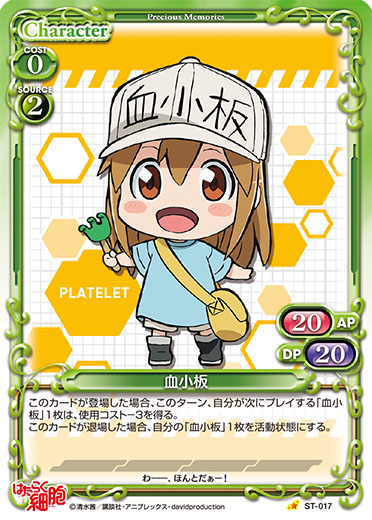 Precious Memories
Character
COST
0
SOURCE
2
血小板
PLATELET
20 AP
DP 20
血小板
このカードが登場した場合、このターン、自分が次にプレイする「血小
板」1枚は、使用コスト－3を得る。
このカードが退場した場合、自分の「血小板」1枚を活動状態にする。
わーー、ほんとだぁー！
はたらく細胞
©清水茜／講談社・アニプレックス・davidproduction
ST-017